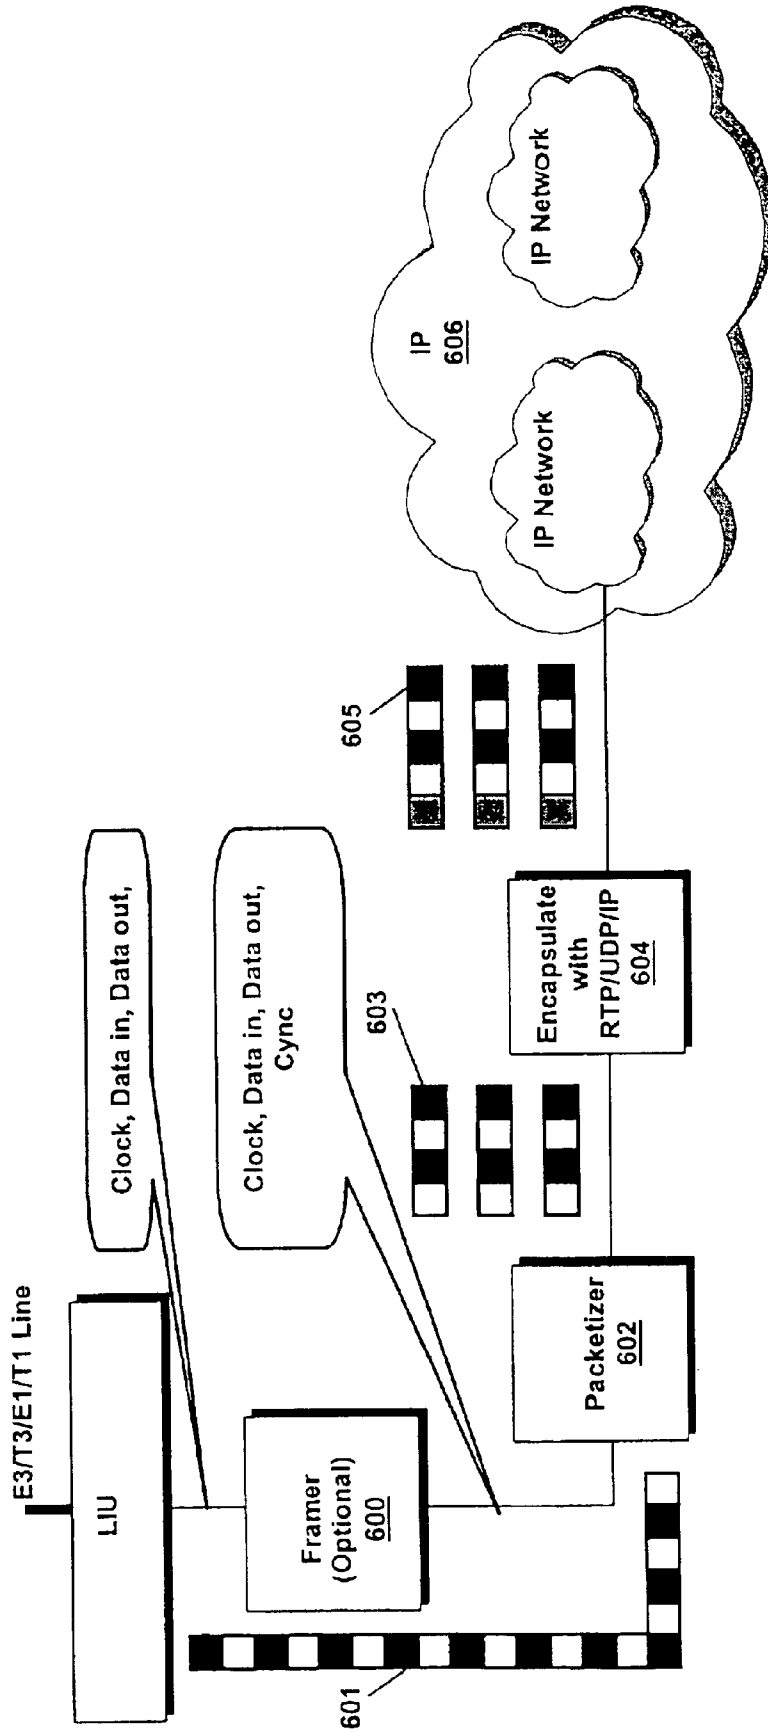 E3/T3/E1/T1 Line
LIU
Clock, Data in, Data out,
Framer
(Optional)
600
Clock, Data in, Data out,
Cync
601
Packetizer
602
603
Encapsulate
with
RTP/UDP/IP
604
605
IP
606
IP Network
IP Network